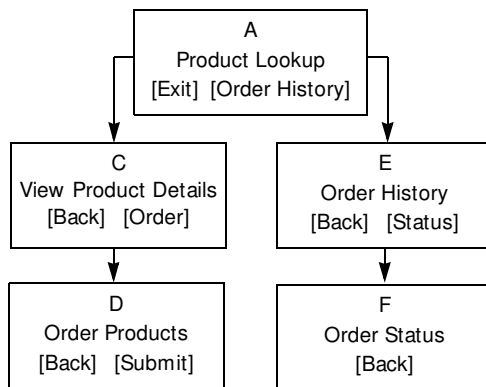 A
Product Lookup
[Exit] [Order History]
C
View Product Details
[Back] [Order]
E
Order History
[Back] [Status]
D
Order Products
[Back] [Submit]
F
Order Status
[Back]